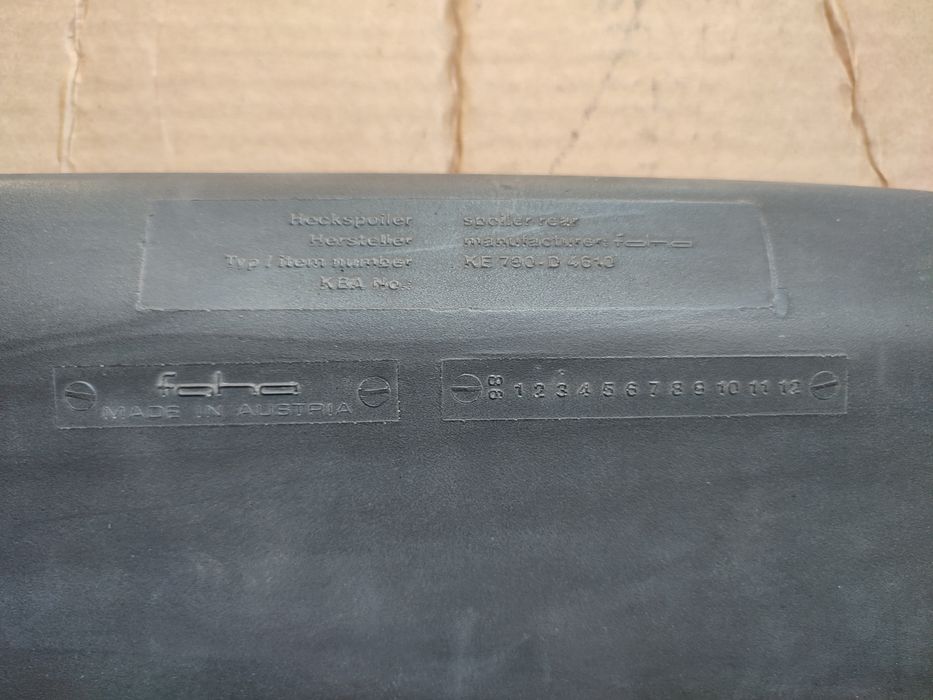 Heckspoiler spoiler rear
Hersteller manufacturer: foha
Typ / item number KE 790-D 4610
KBA No.:
foha
MADE IN AUSTRIA
88 1 2 3 4 5 6 7 8 9 10 11 12